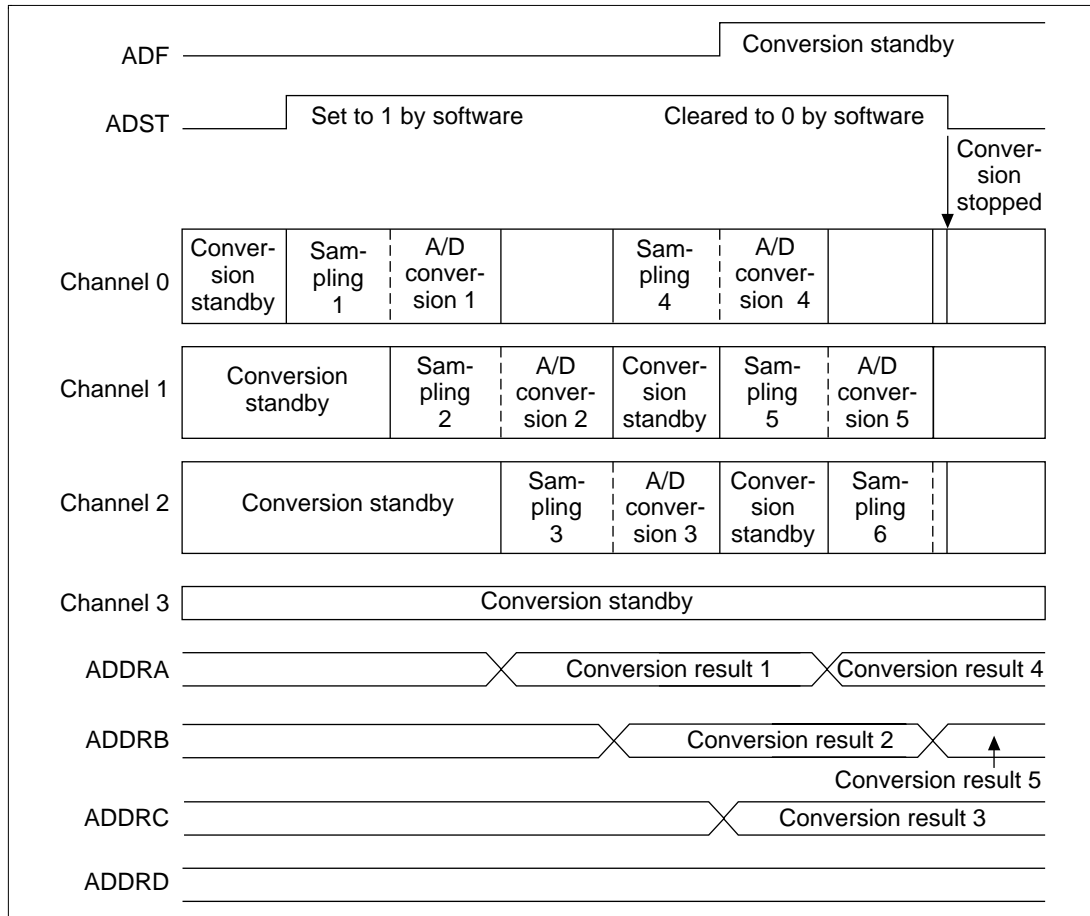 ADF
Conversion standby
ADST
Set to 1 by software
Cleared to 0 by software
Conver-
sion
stopped
Channel 0
Conver-
sion
standby
Sam-
pling
1
A/D
conver-
sion 1
Sam-
pling
4
A/D
conver-
sion 4
Channel 1
Conversion
standby
Sam-
pling
2
A/D
conver-
sion 2
Conver-
sion
standby
Sam-
pling
5
A/D
conver-
sion 5
Channel 2
Conversion standby
Sam-
pling
3
A/D
conver-
sion 3
Conver-
sion
standby
Sam-
pling
6
Channel 3
Conversion standby
ADDRA
Conversion result 1
Conversion result 4
ADDRB
Conversion result 2
Conversion result 5
ADDRC
Conversion result 3
ADDRD